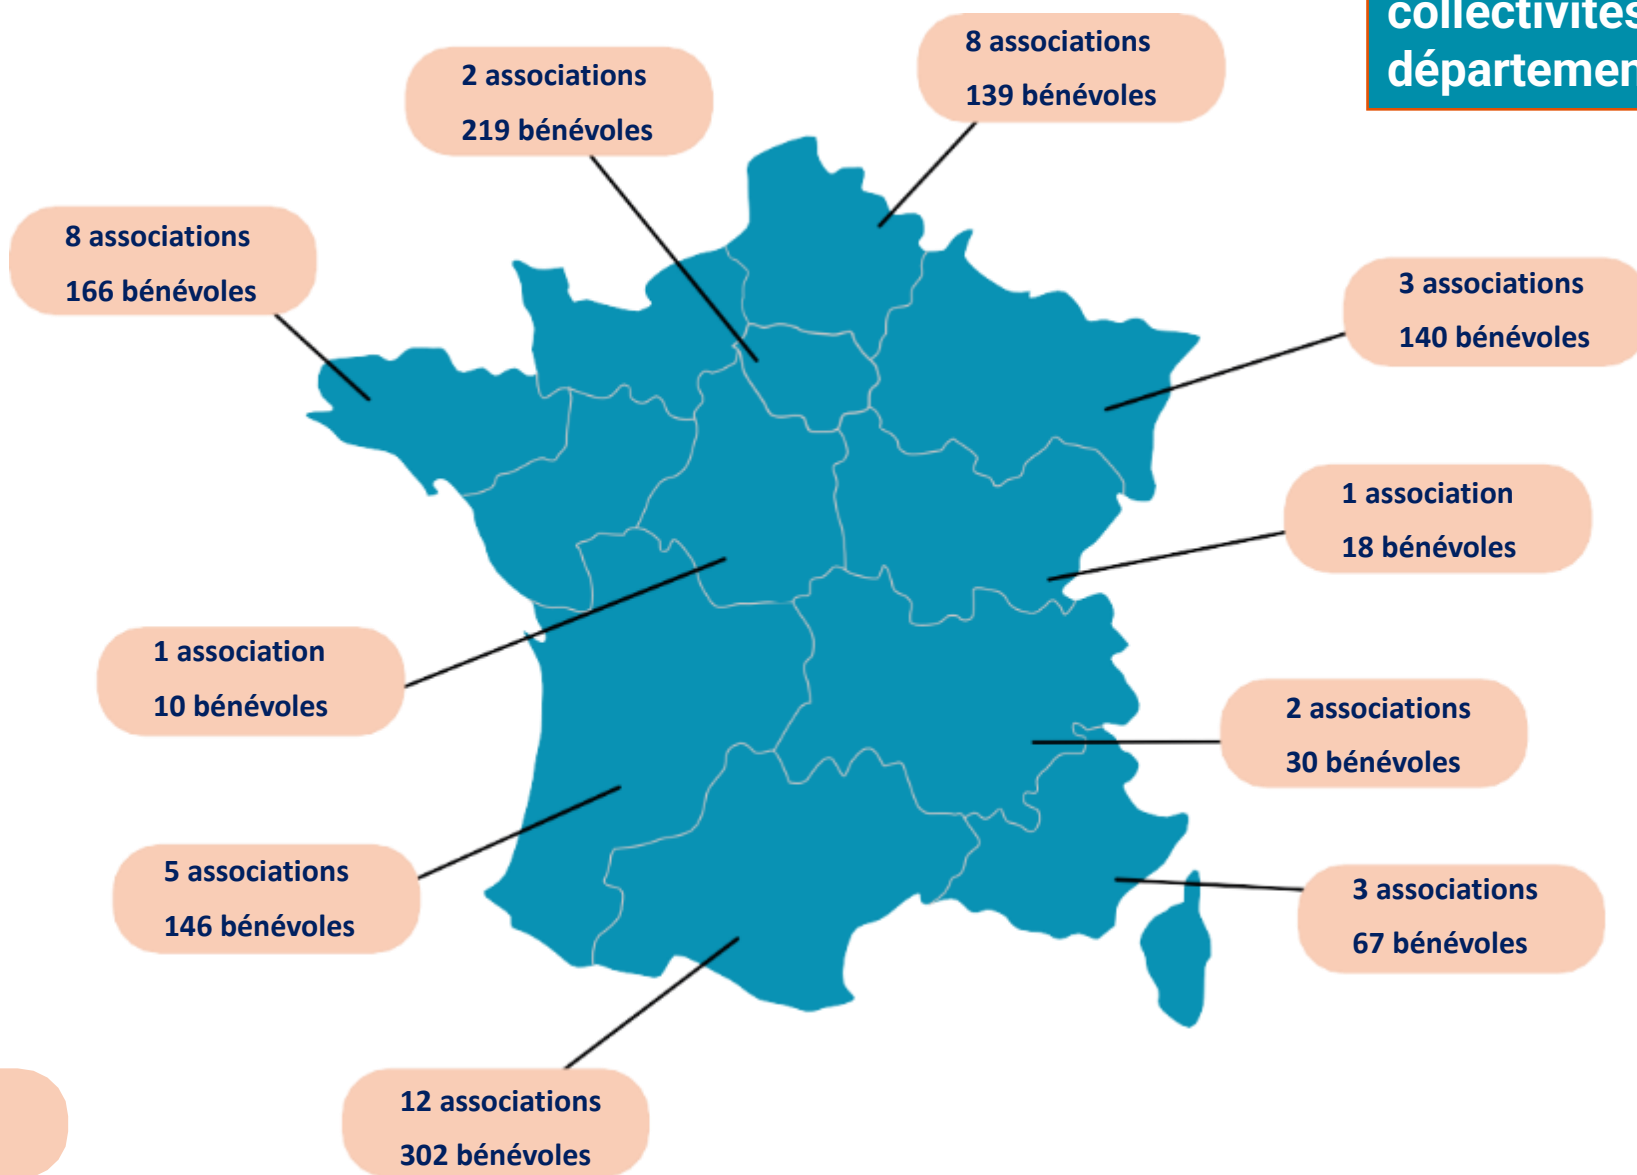 collectivités
départemen
8 associations
139 bénévoles
2 associations
219 bénévoles
8 associations
166 bénévoles
3 associations
140 bénévoles
1 association
18 bénévoles
1 association
10 bénévoles
2 associations
30 bénévoles
5 associations
146 bénévoles
3 associations
67 bénévoles
12 associations
302 bénévoles